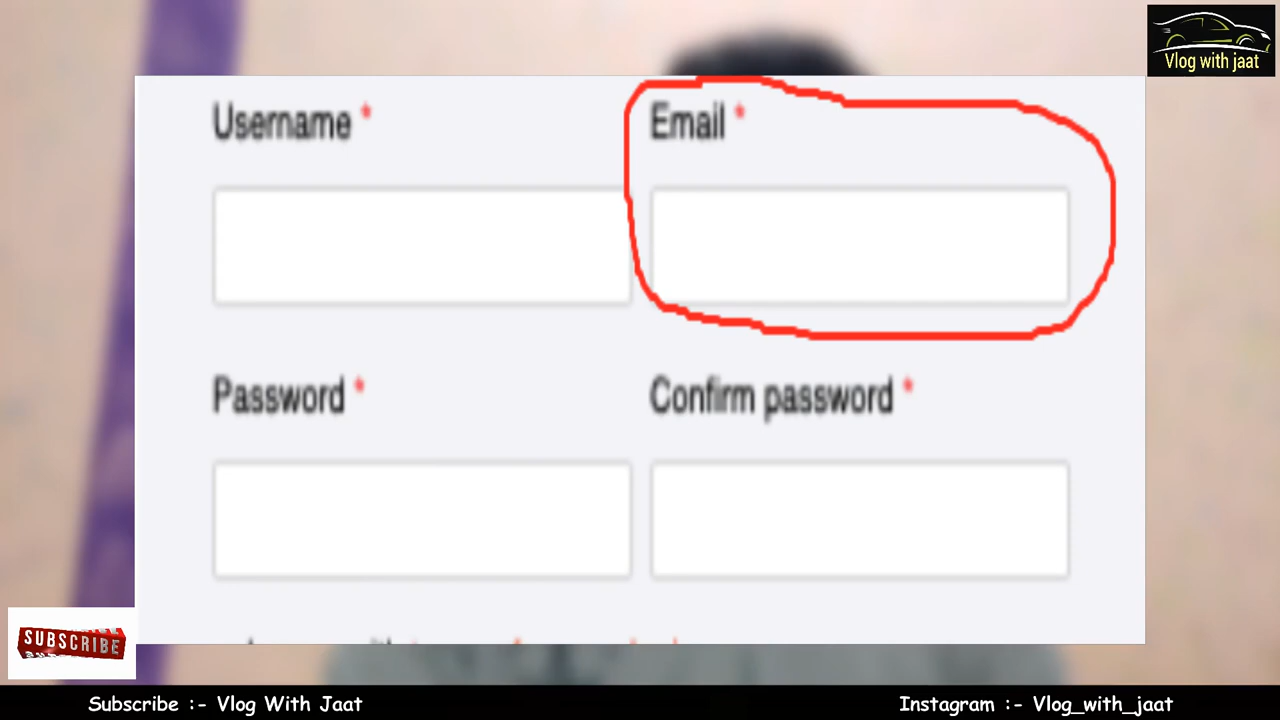 Vlog with jaat
Username * Email *
Password * Confirm password *
SUBSCRIBE
Subscribe :- Vlog With Jaat Instagram :- Vlog_with_jaat